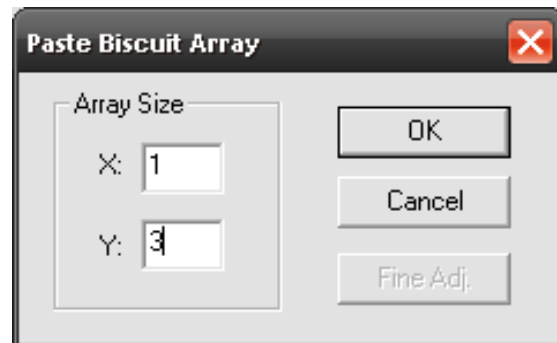 Paste Biscuit Array
Array Size
X: 1
Y: 3
OK
Cancel
Fine Adj.